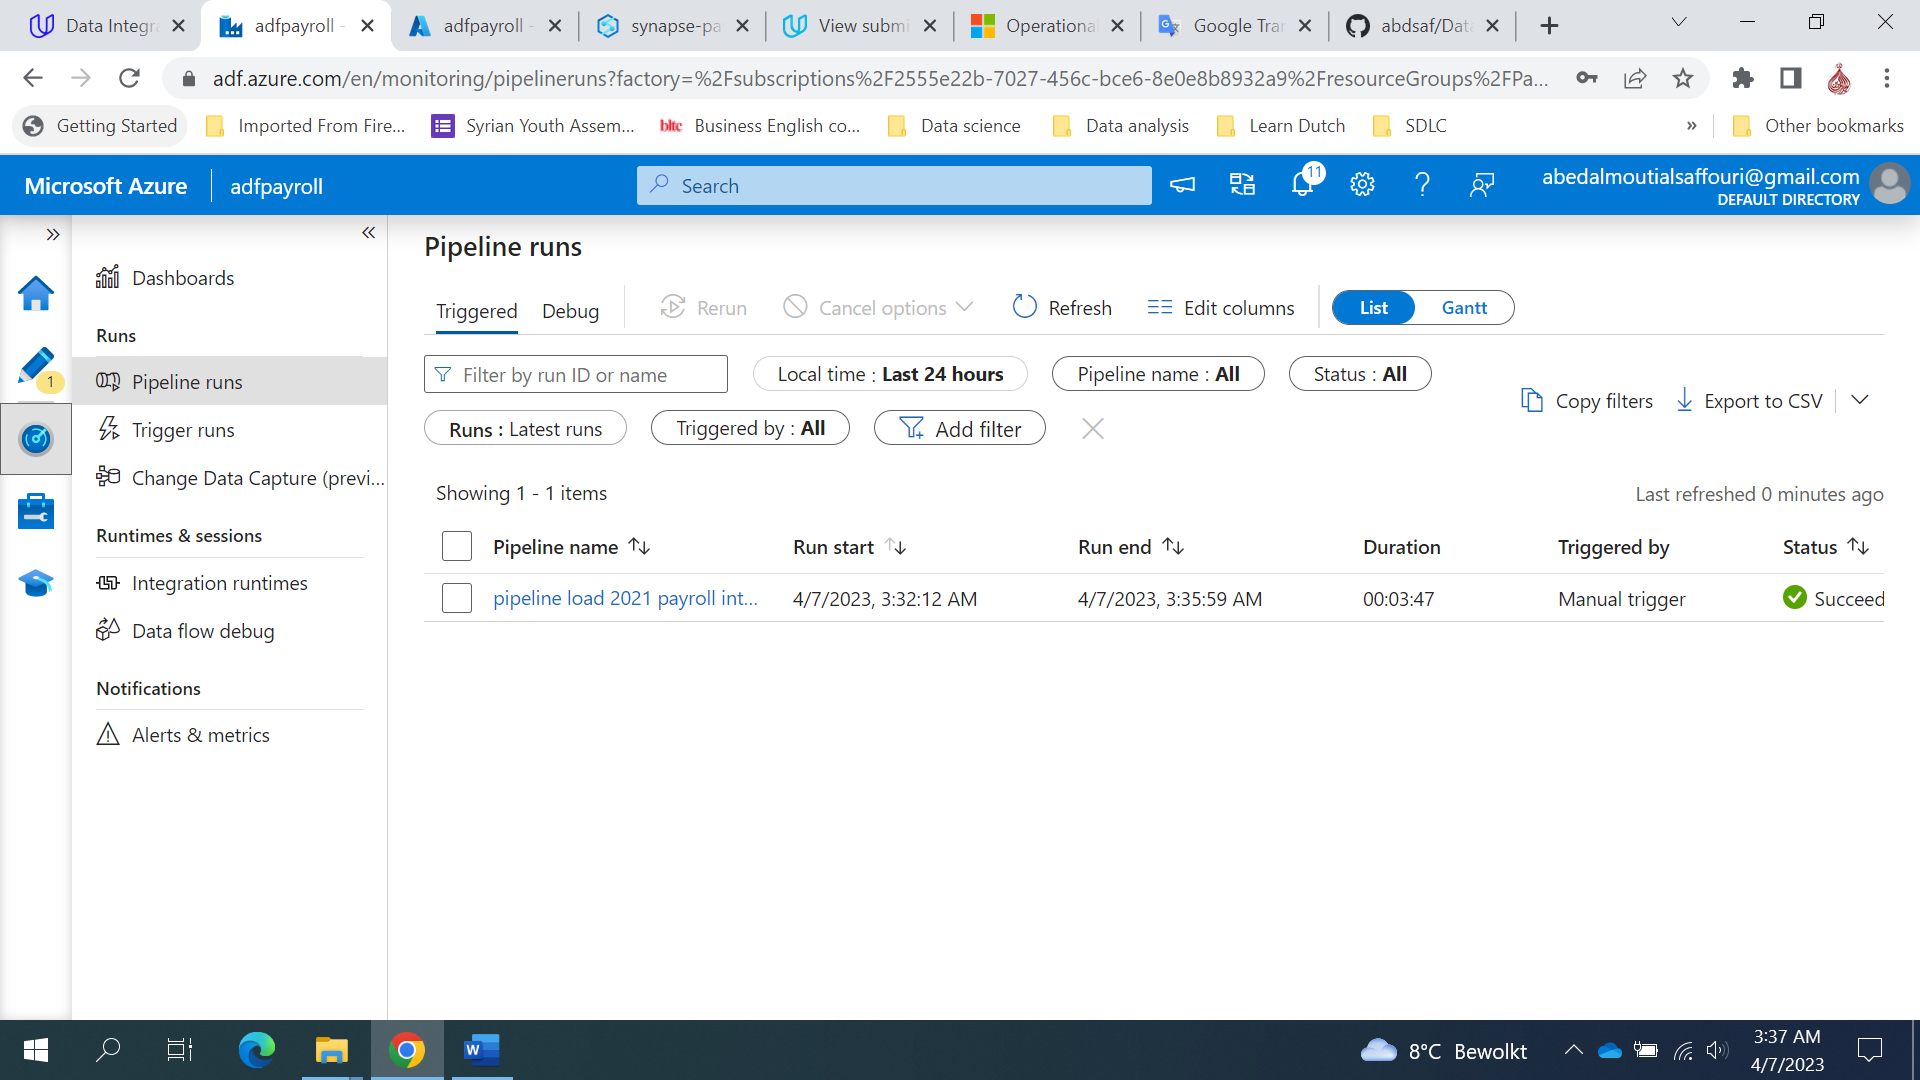 Data Integra
adfpayroll -
adfpayroll -
synapse-pa
View submi
Operational
Google Tran
abdsaf/Data
adf.azure.com/en/monitoring/pipelineruns?factory=%2Fsubscriptions%2F2555e22b-7027-456c-bce6-8e0e8b8932a9%2FresourceGroups%2FPa...
Getting Started
Imported From Fire...
Syrian Youth Assem...
bitc
Business English co...
Data science
Data analysis
Learn Dutch
SDLC
»
Other bookmarks
Microsoft Azure
adfpayroll
Search
11
abedalmoutialsaffouri@gmail.com
DEFAULT DIRECTORY
1
Dashboards
Runs
Pipeline runs
Trigger runs
Change Data Capture (previ...
Runtimes & sessions
Integration runtimes
Data flow debug
Notifications
Alerts & metrics
Pipeline runs
Triggered
Debug
Rerun
Cancel options
Refresh
Edit columns
List
Gantt
Filter by run ID or name
Local time : Last 24 hours
Pipeline name : All
Status : All
Runs : Latest runs
Triggered by : All
Add filter
Copy filters
Export to CSV
Showing 1 - 1 items
Last refreshed 0 minutes ago
Pipeline name
Run start
Run end
Duration
Triggered by
Status
pipeline load 2021 payroll int...
4/7/2023, 3:32:12 AM
4/7/2023, 3:35:59 AM
00:03:47
Manual trigger
Succeed
W
8°C Bewolkt
3:37 AM
4/7/2023